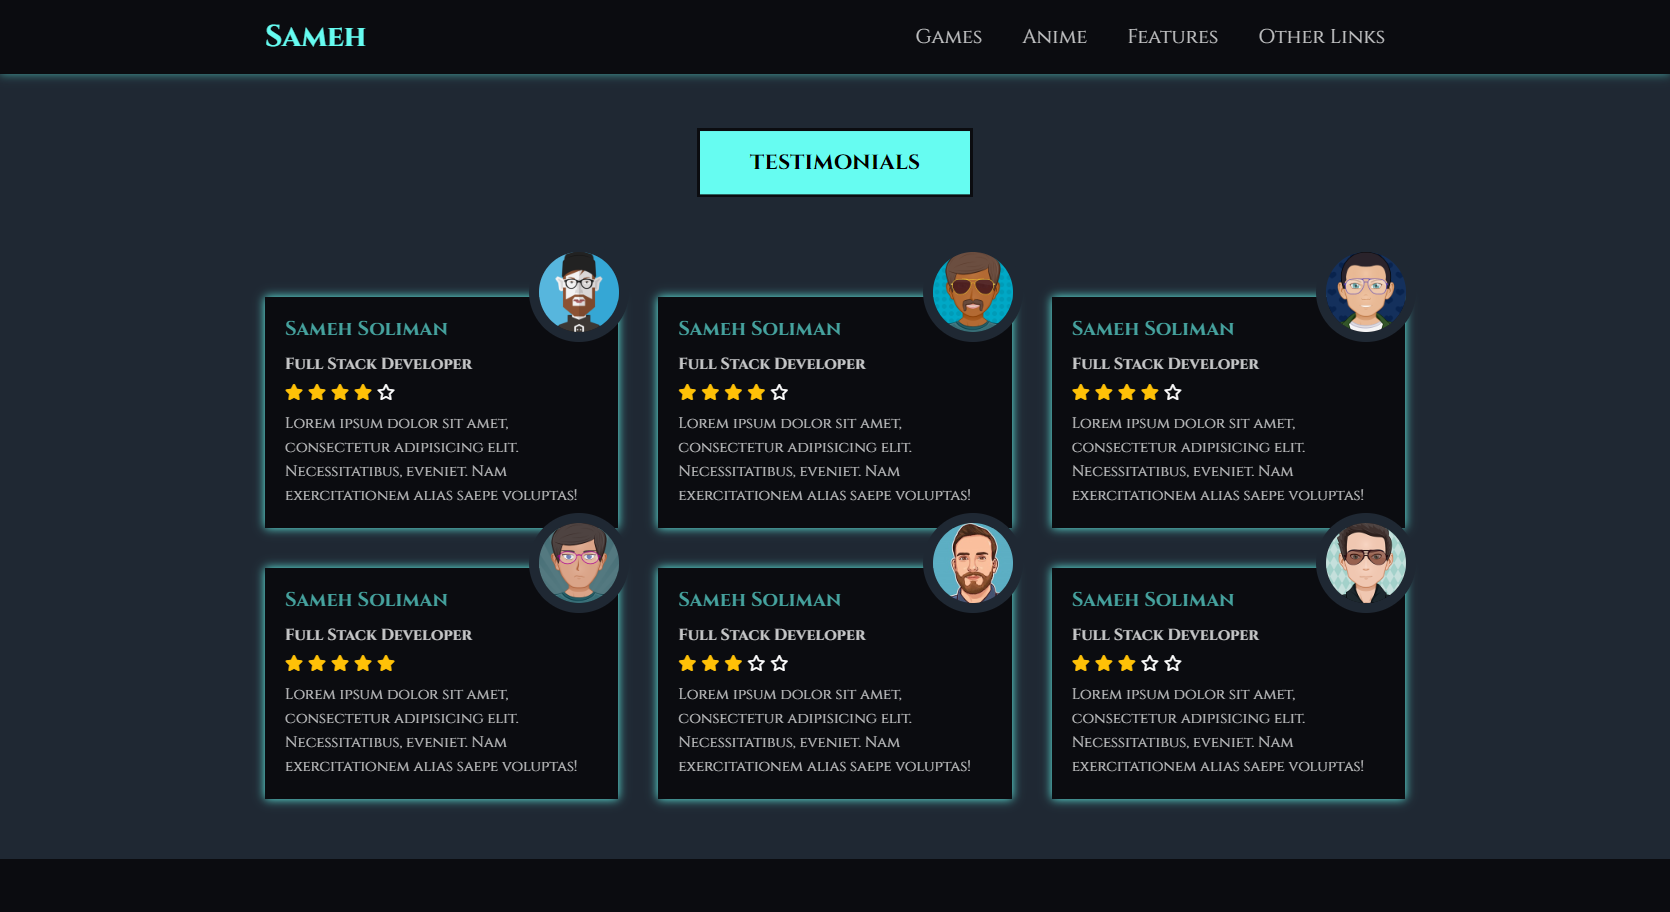 Sameh
Games Anime Features Other Links
TESTIMONIALS
Sameh Soliman
Full Stack Developer
Lorem ipsum dolor sit amet,
consectetur adipisicing elit.
Necessitatibus, eveniet. Nam
exercitationem alias saepe voluptas!
Sameh Soliman
Full Stack Developer
Lorem ipsum dolor sit amet,
consectetur adipisicing elit.
Necessitatibus, eveniet. Nam
exercitationem alias saepe voluptas!
Sameh Soliman
Full Stack Developer
Lorem ipsum dolor sit amet,
consectetur adipisicing elit.
Necessitatibus, eveniet. Nam
exercitationem alias saepe voluptas!
Sameh Soliman
Full Stack Developer
Lorem ipsum dolor sit amet,
consectetur adipisicing elit.
Necessitatibus, eveniet. Nam
exercitationem alias saepe voluptas!
Sameh Soliman
Full Stack Developer
Lorem ipsum dolor sit amet,
consectetur adipisicing elit.
Necessitatibus, eveniet. Nam
exercitationem alias saepe voluptas!
Sameh Soliman
Full Stack Developer
Lorem ipsum dolor sit amet,
consectetur adipisicing elit.
Necessitatibus, eveniet. Nam
exercitationem alias saepe voluptas!